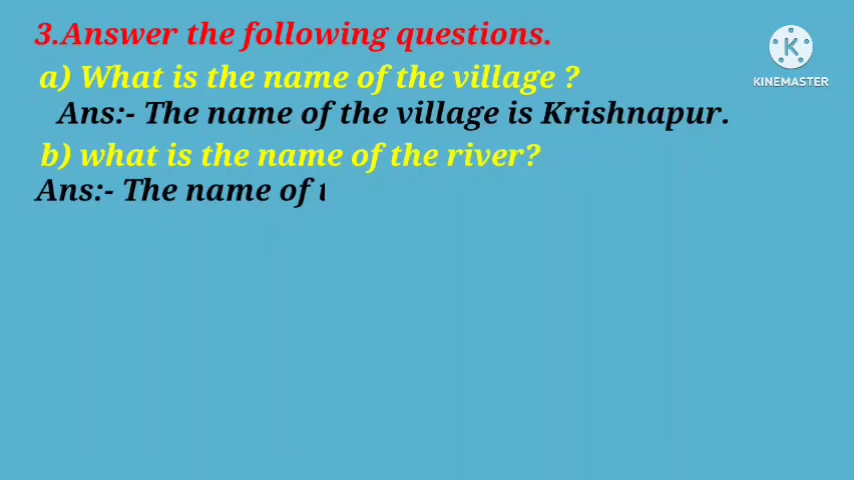 3.Answer the following questions.
a) What is the name of the village ?
Ans:- The name of the village is Krishnapur.
b) what is the name of the river?
Ans:- The name of
K
KINEMASTER